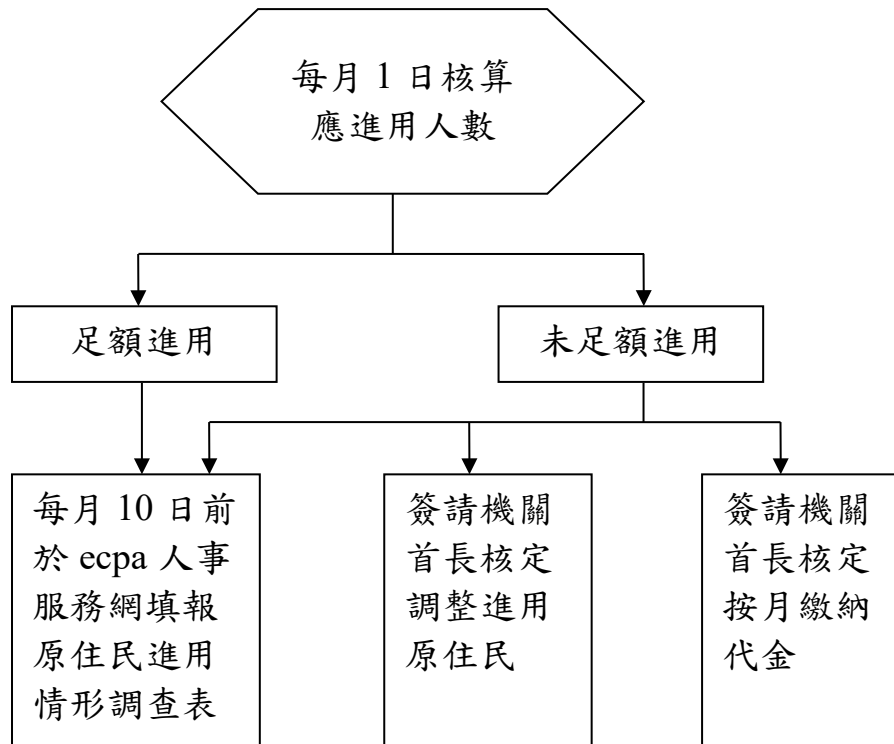 每月 1 日核算
應進用人數
足額進用
未足額進用
每月 10 日前
於 ecpa 人事
服務網填報
原住民進用
情形調查表
簽請機關
首長核定
調整進用
原住民
簽請機關
首長核定
按月繳納
代金